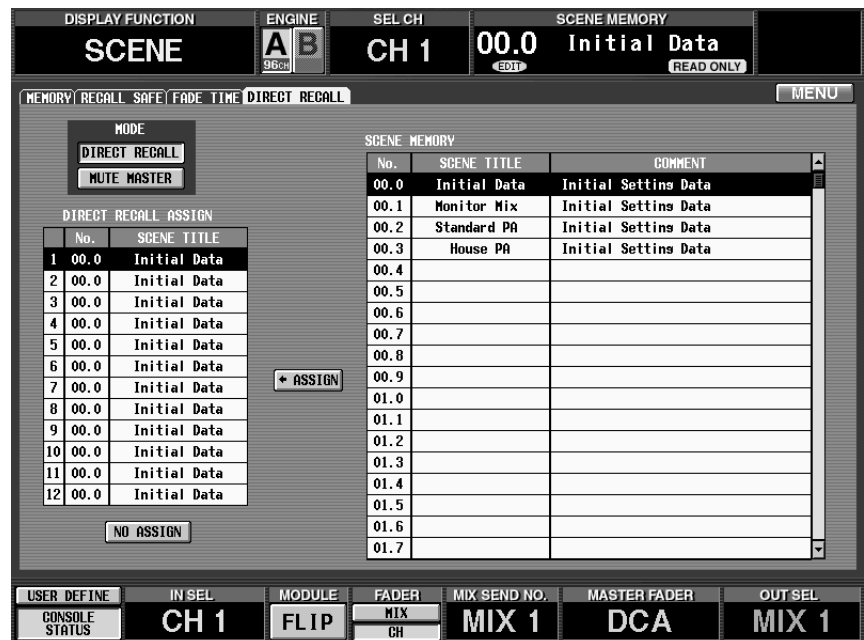 DISPLAY FUNCTION ENGINE SEL CH SCENE MEMORY
SCENE A B 96CH CH 1 00.0 EDIT Initial Data READ ONLY
MEMORY RECALL SAFE FADE TIME DIRECT RECALL MENU
MODE
DIRECT RECALL
MUTE MASTER
DIRECT RECALL ASSIGN
No. SCENE TITLE
1 00.0 Initial Data
2 00.0 Initial Data
3 00.0 Initial Data
4 00.0 Initial Data
5 00.0 Initial Data
6 00.0 Initial Data
7 00.0 Initial Data
8 00.0 Initial Data
9 00.0 Initial Data
10 00.0 Initial Data
11 00.0 Initial Data
12 00.0 Initial Data
NO ASSIGN
← ASSIGN
SCENE MEMORY
No. SCENE TITLE COMMENT
00.0 Initial Data Initial Setting Data
00.1 Monitor Mix Initial Setting Data
00.2 Standard PA Initial Setting Data
00.3 House PA Initial Setting Data
00.4
00.5
00.6
00.7
00.8
00.9
01.0
01.1
01.2
01.3
01.4
01.5
01.6
01.7
USER DEFINE IN SEL MODULE FADER MIX SEND NO. MASTER FADER OUT SEL
CONSOLE STATUS CH 1 FLIP MIX CH MIX 1 DCA MIX 1